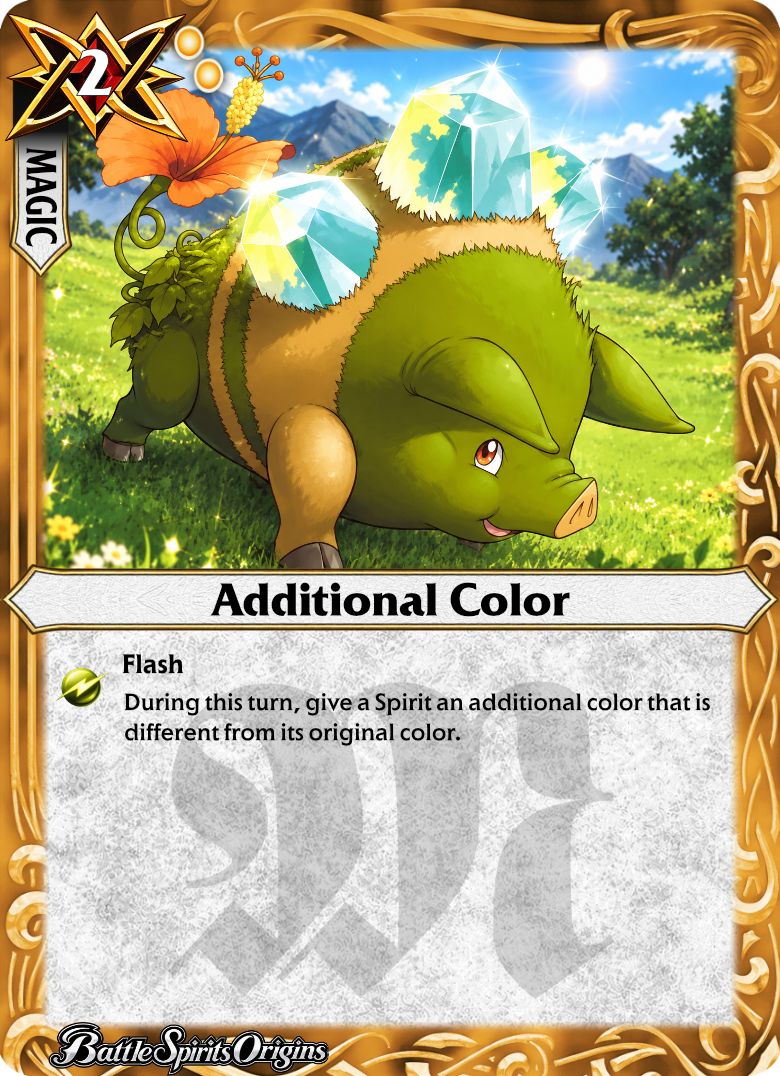 2
MAGIC
Additional Color
Flash
During this turn, give a Spirit an additional color that is
different from its original color.
M
Battle Spirits Origins